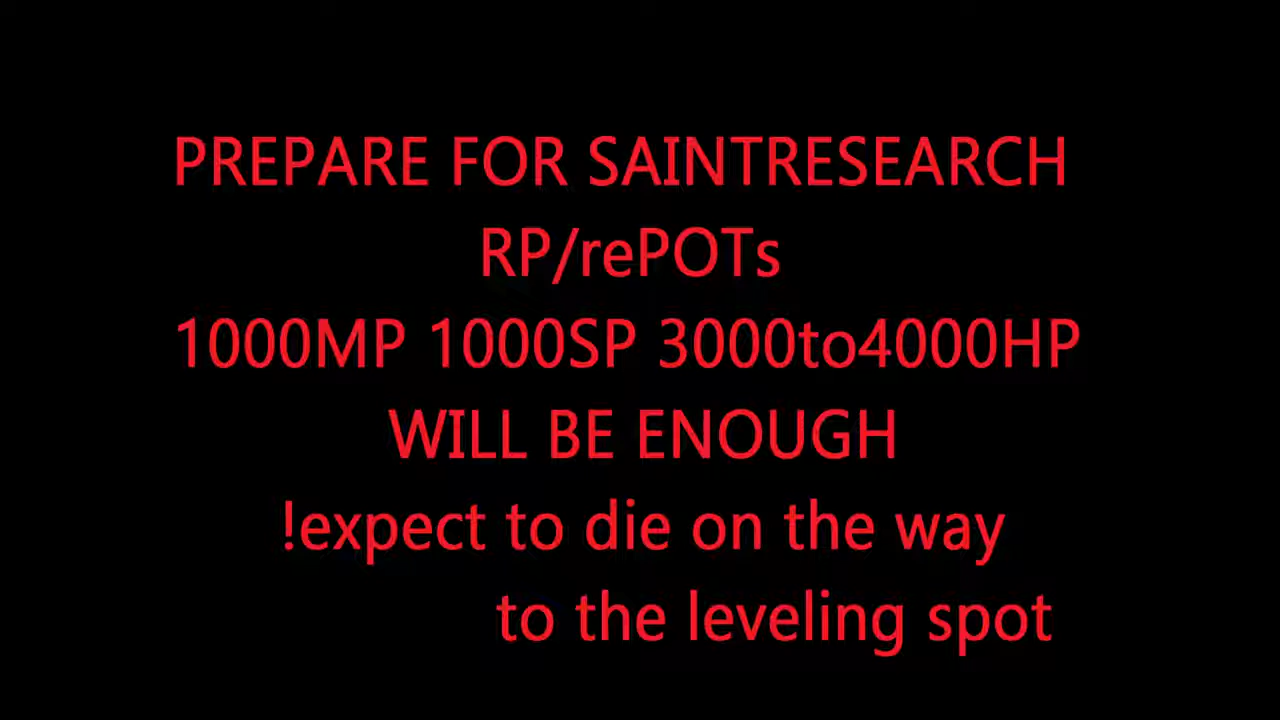 PREPARE FOR SAINTRESEARCH
RP/rePOTs
1000MP 1000SP 3000to4000HP
WILL BE ENOUGH
!expect to die on the way
to the leveling spot